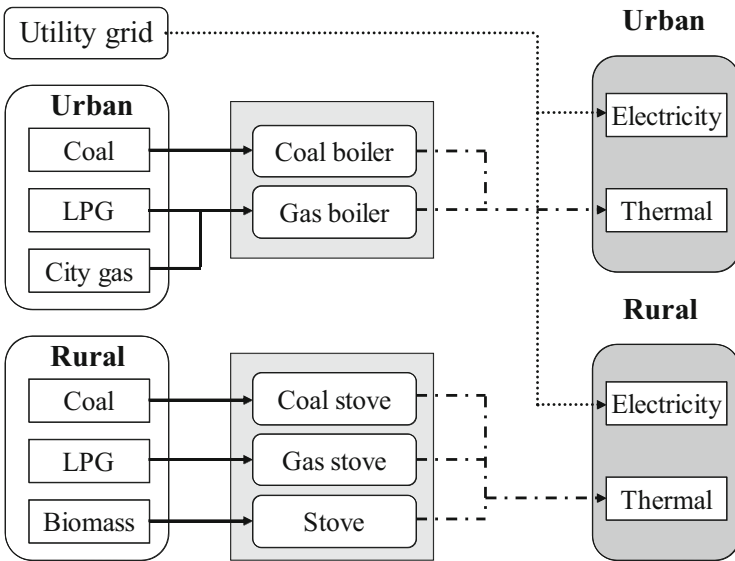 Utility grid
Urban
Coal
LPG
City gas
Coal boiler
Gas boiler
Urban
Electricity
Thermal
Rural
Coal
LPG
Biomass
Coal stove
Gas stove
Stove
Rural
Electricity
Thermal